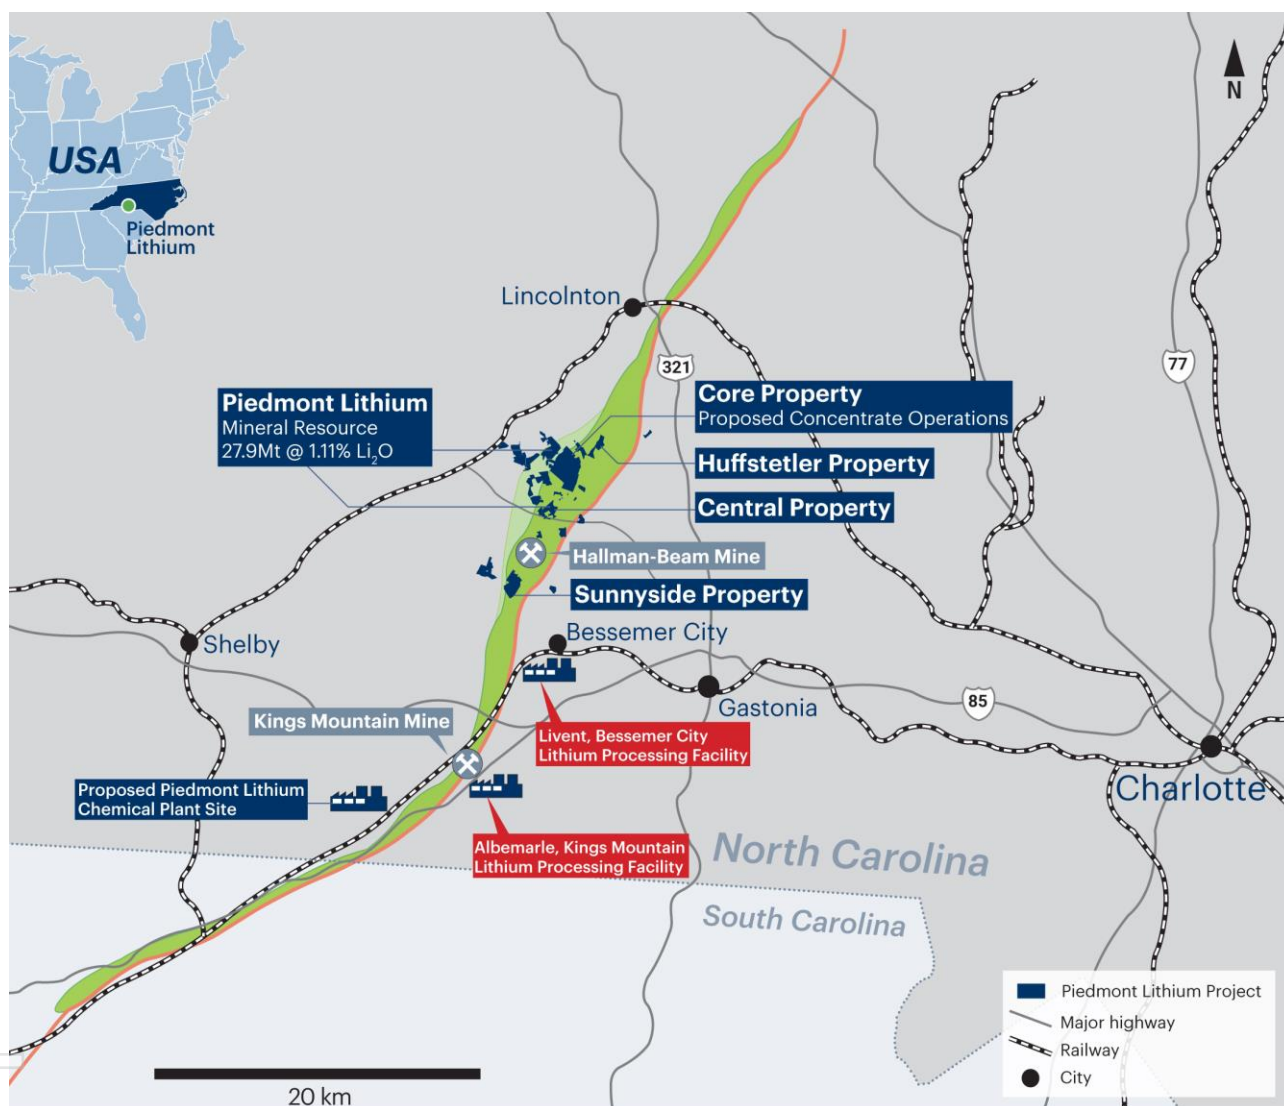 USA
Piedmont
Lithium
N
Lincolnton
321
77
Piedmont Lithium
Mineral Resource
27.9Mt @ 1.11% Li₂O
Core Property
Proposed Concentrate Operations
Huffstetler Property
Central Property
Hallman-Beam Mine
Sunnyside Property
Shelby
Bessemer City
Gastonia
85
Kings Mountain Mine
Livent, Bessemer City
Lithium Processing Facility
Proposed Piedmont Lithium
Chemical Plant Site
Charlotte
Albemarle, Kings Mountain
Lithium Processing Facility
North Carolina
South Carolina
Piedmont Lithium Project
Major highway
Railway
City
20 km